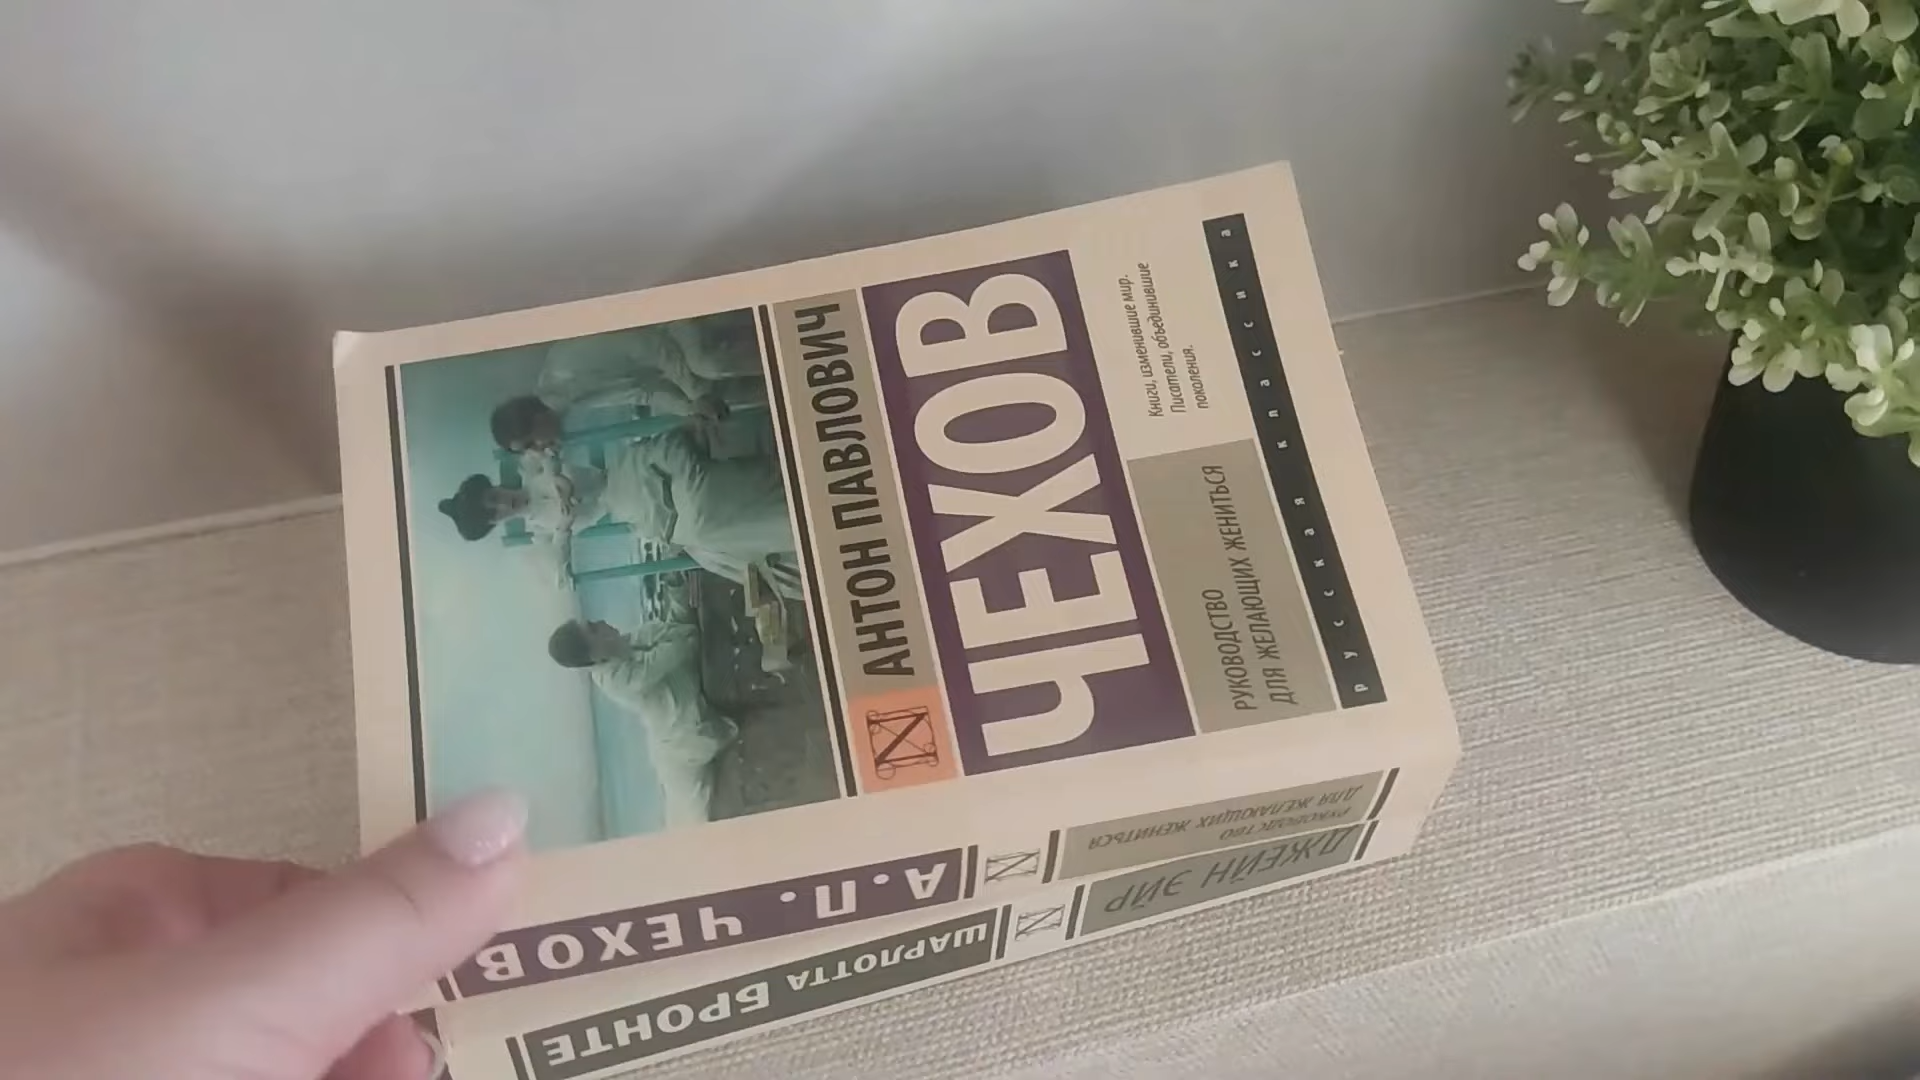 АНТОН ПАВЛОВИЧ
ЧЕХОВ
Книги, изменившие мир.
Писатели, объединившие
поколения.
РУКОВОДСТВО
ДЛЯ ЖЕЛАЮЩИХ ЖЕНИТЬСЯ
русская классика
А.П. ЧЕХОВ
РУКОВОДСТВО
ДЛЯ ЖЕЛАЮЩИХ ЖЕНИТЬСЯ
ШАРЛОТТА БРОНТЕ
ДЖЕЙН ЭЙР